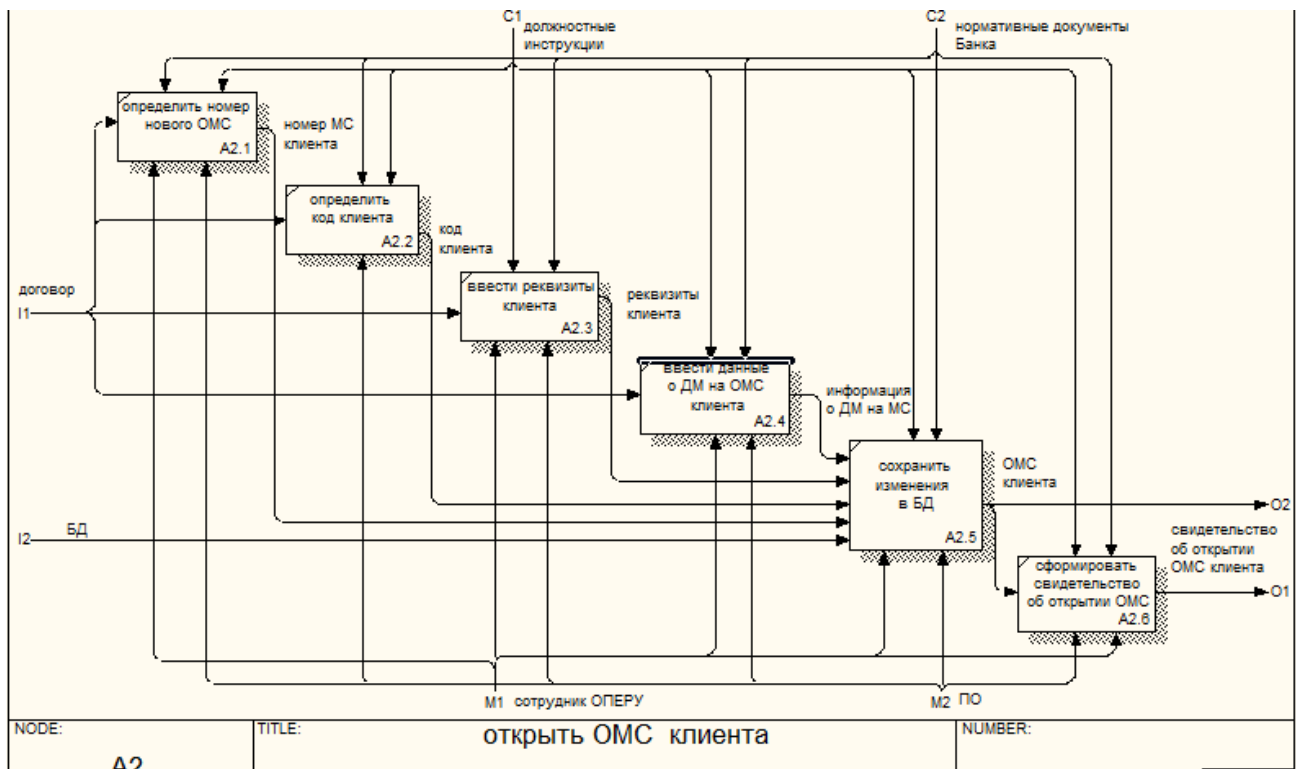 C1
должностные
инструкции
C2
нормативные документы
Банка
определить номер
нового ОМС
A2.1
номер МС
клиента
определить
код клиента
A2.2
код
клиента
договор
I1
ввести реквизиты
клиента
A2.3
реквизиты
клиента
ввести данные
о ДМ на ОМС
клиента
A2.4
информация
о ДМ на МС
сохранить
изменения
в БД
A2.5
ОМС
клиента
O2
I2
БД
свидетельство
об открытии
ОМС клиента
O1
сформировать
свидетельство
об открытии ОМС
A2.6
M1 сотрудник ОПЕРУ
M2 ПО
NODE:
A2
TITLE:
открыть ОМС клиента
NUMBER: